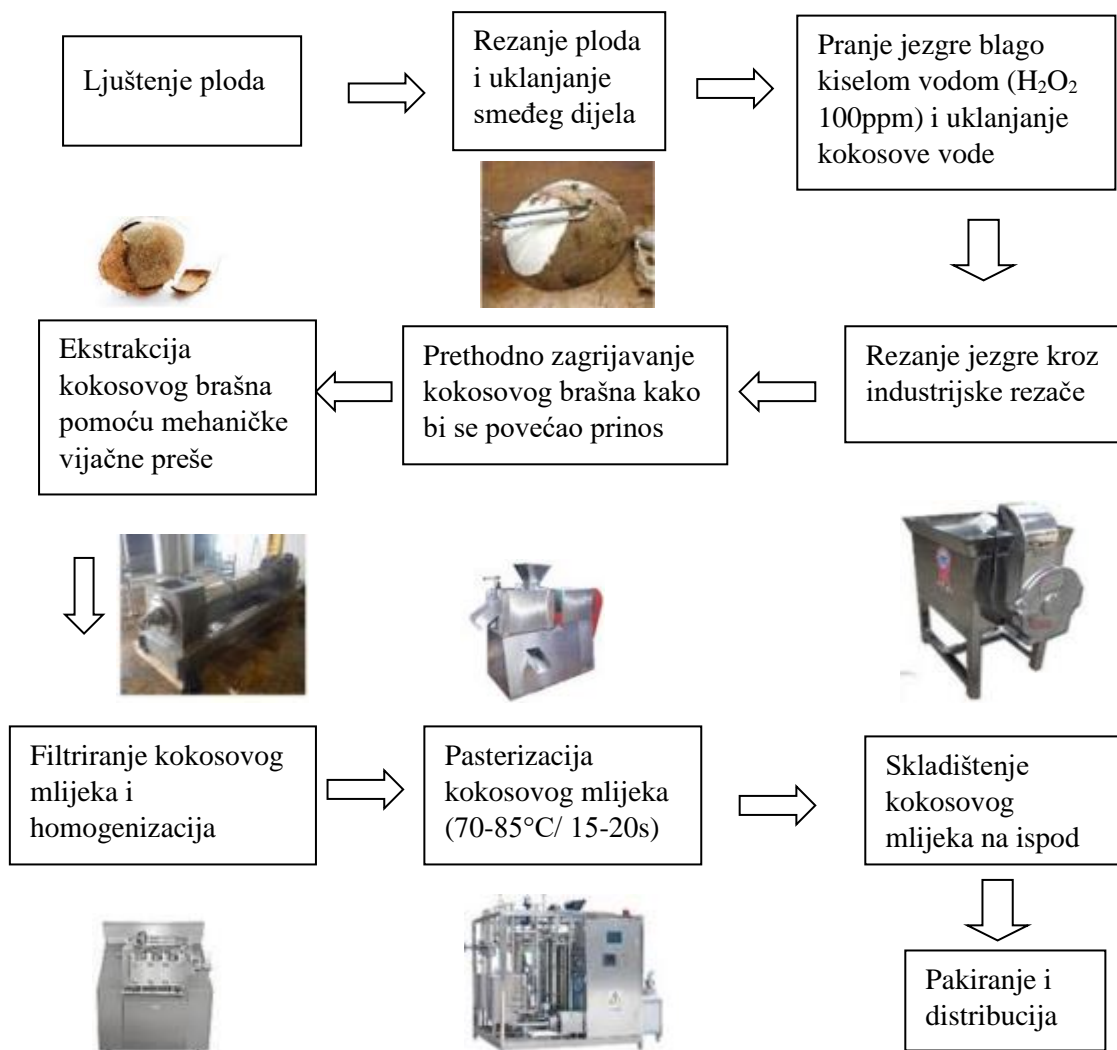 Ljuštenje ploda
Rezanje ploda
i uklanjanje
smeđeg dijela
Pranje jezgre blago
kiselom vodom (H₂O₂
100ppm) i uklanjanje
kokosove vode
Rezanje jezgre kroz
industrijske rezače
Prethodno zagrijavanje
kokosovog brašna kako
bi se povećao prinos
Ekstrakcija
kokosovog brašna
pomoću mehaničke
vijačne preše
Filtriranje kokosovog
mlijeka i
homogenizacija
Pasterizacija
kokosovog mlijeka
(70-85°C/ 15-20s)
Skladištenje
kokosovog
mlijeka na ispod
Pakiranje i
distribucija